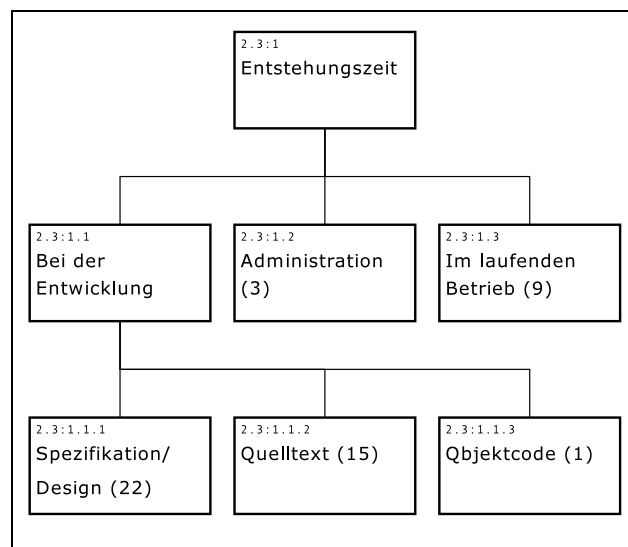 2.3:1
Entstehungszeit
2.3:1.1
Bei der
Entwicklung
2.3:1.2
Administration
(3)
2.3:1.3
Im laufenden
Betrieb (9)
2.3:1.1.1
Spezifikation/
Design (22)
2.3:1.1.2
Quelltext (15)
2.3:1.1.3
Qbjektcode (1)